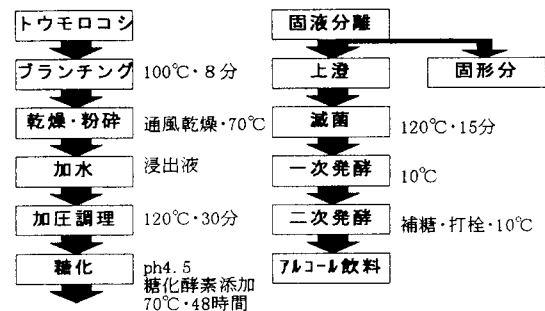 トウモロコシ
ブランチング 100℃・8分
乾燥・粉砕 通風乾燥・70℃
加水 浸出液
加圧調理 120℃・30分
糖化 ph4.5
糖化酵素添加
70℃・48時間
固液分離
上澄 固形分
滅菌 120℃・15分
一次発酵 10℃
二次発酵 補糖・打栓・10℃
ｱﾙｺｰﾙ飲料